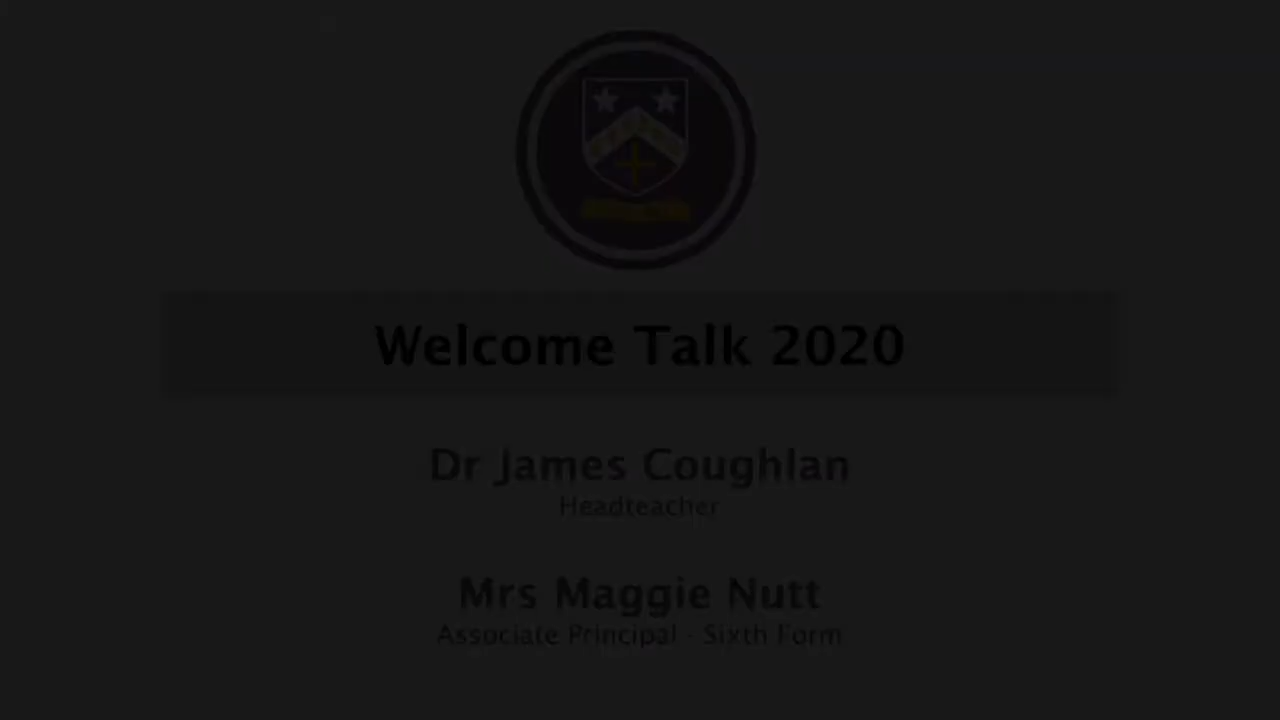 Welcome Talk 2020
Dr James Coughlan
Headteacher
Mrs Maggie Nutt
Associate Principal - Sixth Form